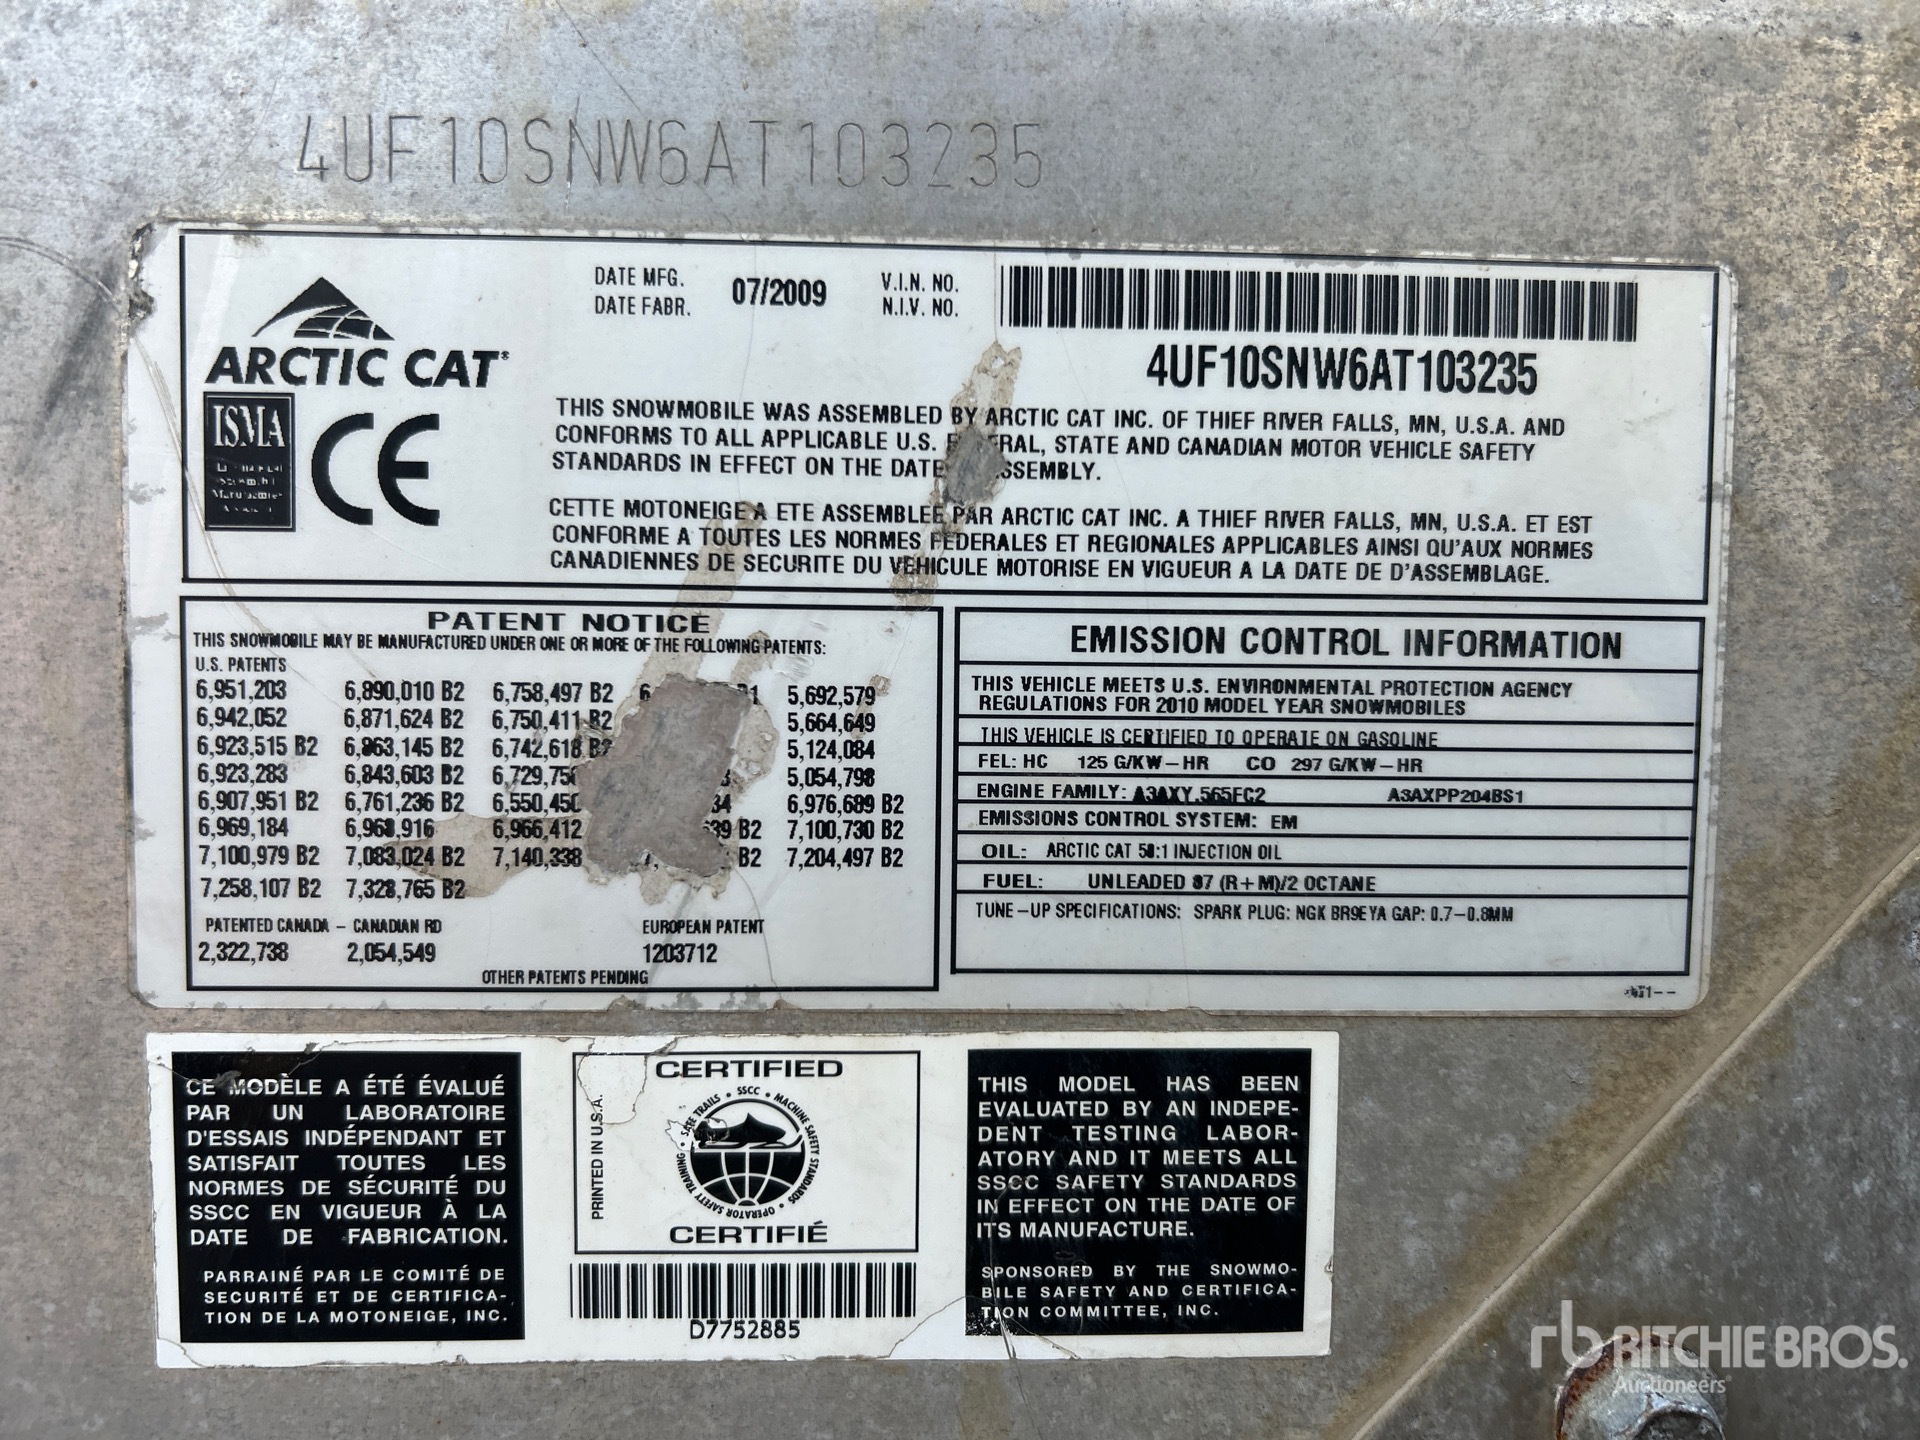 4UF10SNW6AT103235
ARCTIC CAT®
ISMA
CE
DATE MFG.
DATE FABR.
07/2009
V.I.N. NO.
N.I.V. NO.
4UF10SNW6AT103235
THIS SNOWMOBILE WAS ASSEMBLED BY ARCTIC CAT INC. OF THIEF RIVER FALLS, MN, U.S.A. AND
CONFORMS TO ALL APPLICABLE U.S. STATE AND CANADIAN MOTOR VEHICLE SAFETY
STANDARDS IN EFFECT ON THE DATE
CETTE MOTONEIGE A ETE ASSEMBLEE PAR ARCTIC CAT INC. A THIEF RIVER FALLS, MN, U.S.A. ET EST
CONFORME A TOUTES LES NORMES FEDERALES ET REGIONALES APPLICABLES AINSI QU'AUX NORMES
CANADIENNES DE SECURITE DU VEHICULE MOTORISE EN VIGUEUR A LA DATE DE D'ASSEMBLAGE.
PATENT NOTICE
THIS SNOWMOBILE MAY BE MANUFACTURED UNDER ONE OR MORE OF THE FOLLOWING PATENTS:
U.S. PATENTS
6,951,203 6,890,010 B2 6,758,497 B2 5,692,579
6,942,052 6,871,624 B2 6,750,411 B2 5,664,649
6,923,515 B2 6,863,145 B2 6,742,618 B2 5,124,084
6,923,283 6,843,603 B2 5,054,798
6,907,951 B2 6,761,236 B2 6,976,689 B2
6,969,184 6,968,916 6,966,412 B2 7,100,730 B2
7,100,979 B2 7,083,024 B2 7,140,338 B2 7,204,497 B2
7,258,107 B2 7,328,765 B2
PATENTED CANADA – CANADIAN RD EUROPEAN PATENT
2,322,738 2,054,549 1203712
OTHER PATENTS PENDING
EMISSION CONTROL INFORMATION
THIS VEHICLE MEETS U.S. ENVIRONMENTAL PROTECTION AGENCY
REGULATIONS FOR 2010 MODEL YEAR SNOWMOBILES
THIS VEHICLE IS CERTIFIED TO OPERATE ON GASOLINE
FEL: HC 125 G/KW–HR CO 297 G/KW–HR
ENGINE FAMILY: A3AXY.565FC2 A3AXPP204BS1
EMISSIONS CONTROL SYSTEM: EM
OIL: ARCTIC CAT 50:1 INJECTION OIL
FUEL: UNLEADED 87 (R+M)/2 OCTANE
TUNE–UP SPECIFICATIONS: SPARK PLUG: NGK BR9EYA GAP: 0.7–0.8MM
CE MODÈLE A ÉTÉ ÉVALUÉ
PAR UN LABORATOIRE
D'ESSAIS INDÉPENDANT ET
SATISFAIT TOUTES LES
NORMES DE SÉCURITÉ DU
SSCC EN VIGUEUR À LA
DATE DE FABRICATION.
PARRAINÉ PAR LE COMITÉ DE
SECURITÉ ET DE CERTIFICA-
TION DE LA MOTONEIGE, INC.
PRINTED IN U.S.A.
CERTIFIED
SSCC • MACHINE SAFETY STANDARDS • OPERATOR SAFETY TRAINING • SAFE TRAILS •
CERTIFIÉ
D7752885
THIS MODEL HAS BEEN
EVALUATED BY AN INDEPE-
DENT TESTING LABOR-
ATORY AND IT MEETS ALL
SSCC SAFETY STANDARDS
IN EFFECT ON THE DATE OF
ITS MANUFACTURE.
SPONSORED BY THE SNOWMO-
BILE SAFETY AND CERTIFICA-
TION COMMITTEE, INC.
rb RITCHIE BROS.
Auctioneers